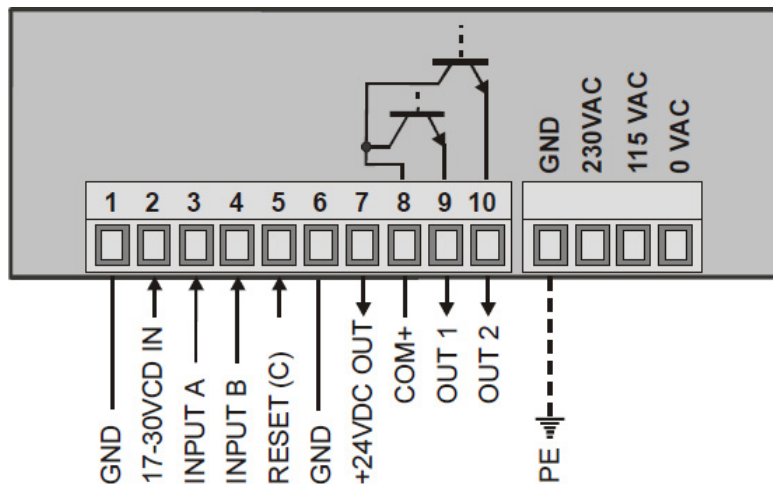 1 2 3 4 5 6 7 8 9 10
GND
230VAC
115 VAC
0 VAC
GND
17-30VCD IN
INPUT A
INPUT B
RESET (C)
GND
+24VDC OUT
COM+
OUT 1
OUT 2
PE